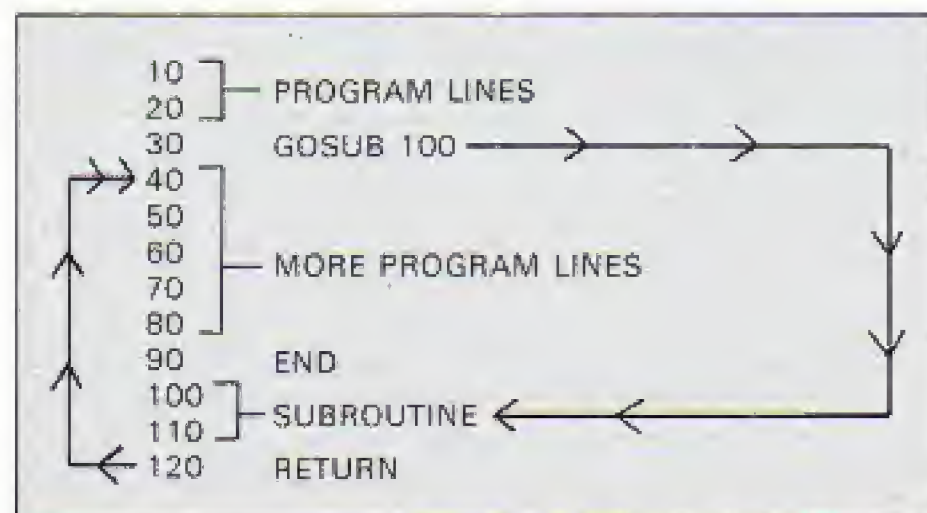 10
20
PROGRAM LINES
30 GOSUB 100
40
50
60
70
80
MORE PROGRAM LINES
90 END
100
110
SUBROUTINE
120 RETURN